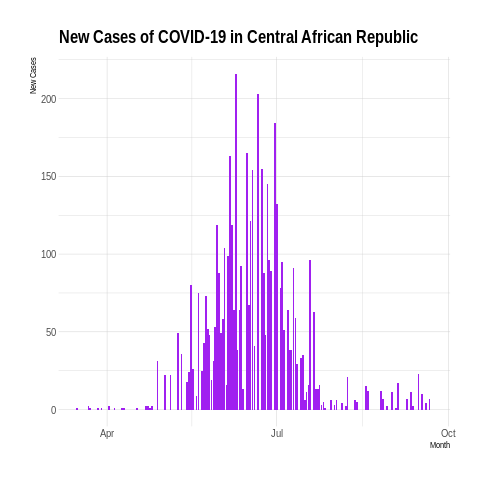 New Cases of COVID-19 in Central African Republic
New Cases
200
150
100
50
0
Apr
Jul
Oct
Month